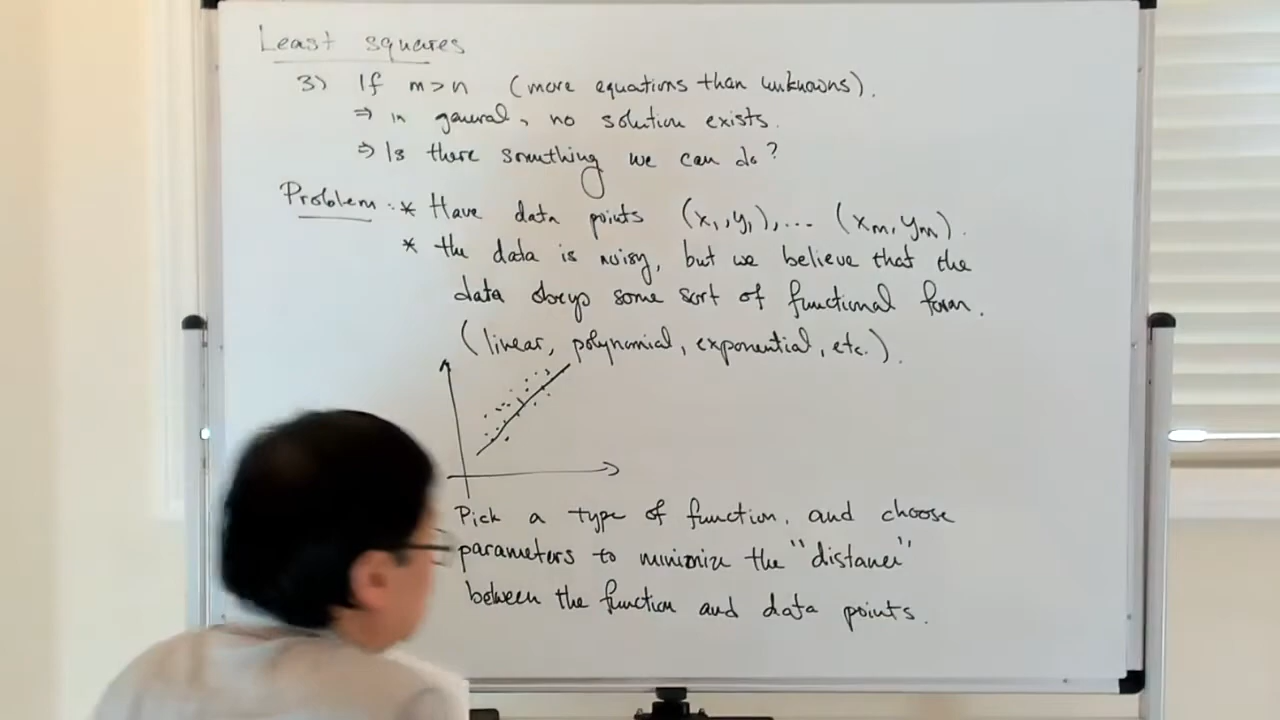 Least squares
3) If m>n (more equations than unknowns).
⇒ in general, no solution exists.
⇒ Is there something we can do?
Problem: * Have data points (x₁,y₁),... (xₘ,yₘ).
* the data is noisy, but we believe that the
data obeys some sort of functional form.
(linear, polynomial, exponential, etc.).
Pick a type of function, and choose
parameters to minimize the "distance"
between the function and data points.